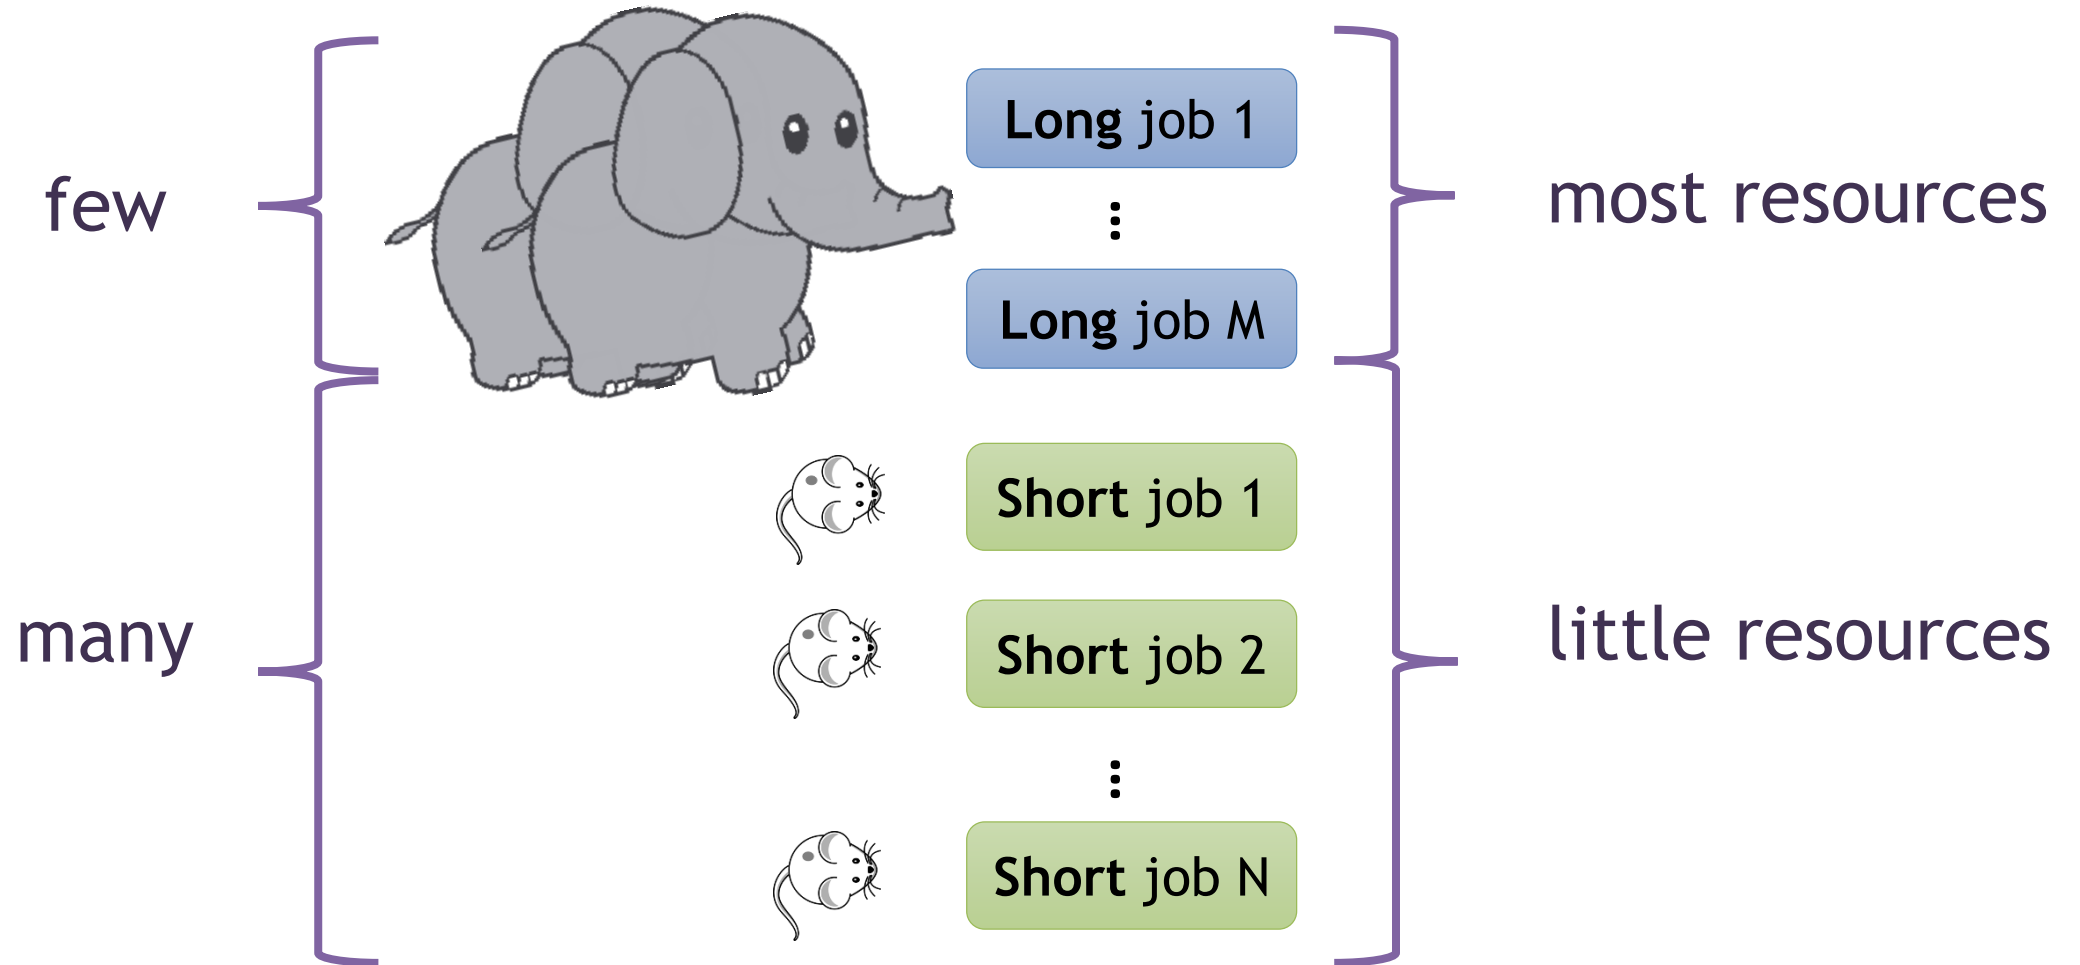 few
Long job 1
⋮
Long job M
most resources
many
Short job 1
Short job 2
⋮
Short job N
little resources